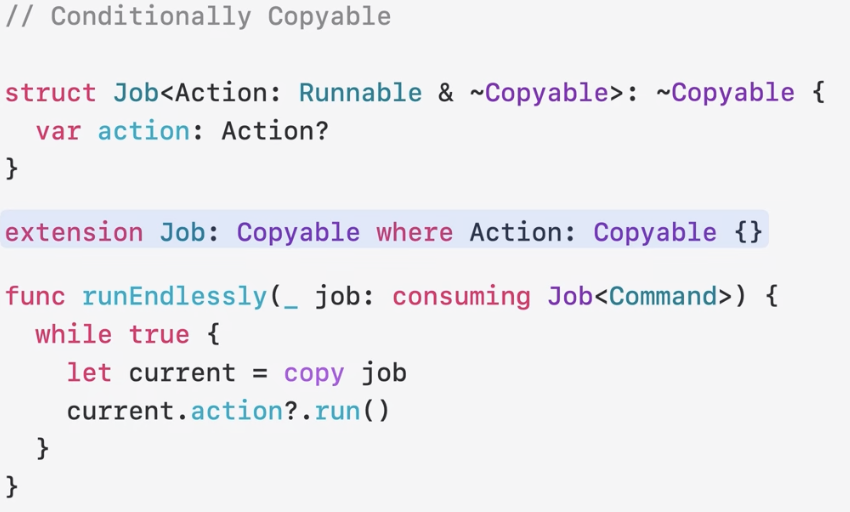 // Conditionally Copyable
struct Job<Action: Runnable & ~Copyable>: ~Copyable {
  var action: Action?
}
extension Job: Copyable where Action: Copyable {}
func runEndlessly(_ job: consuming Job<Command>) {
  while true {
    let current = copy job
    current.action?.run()
  }
}